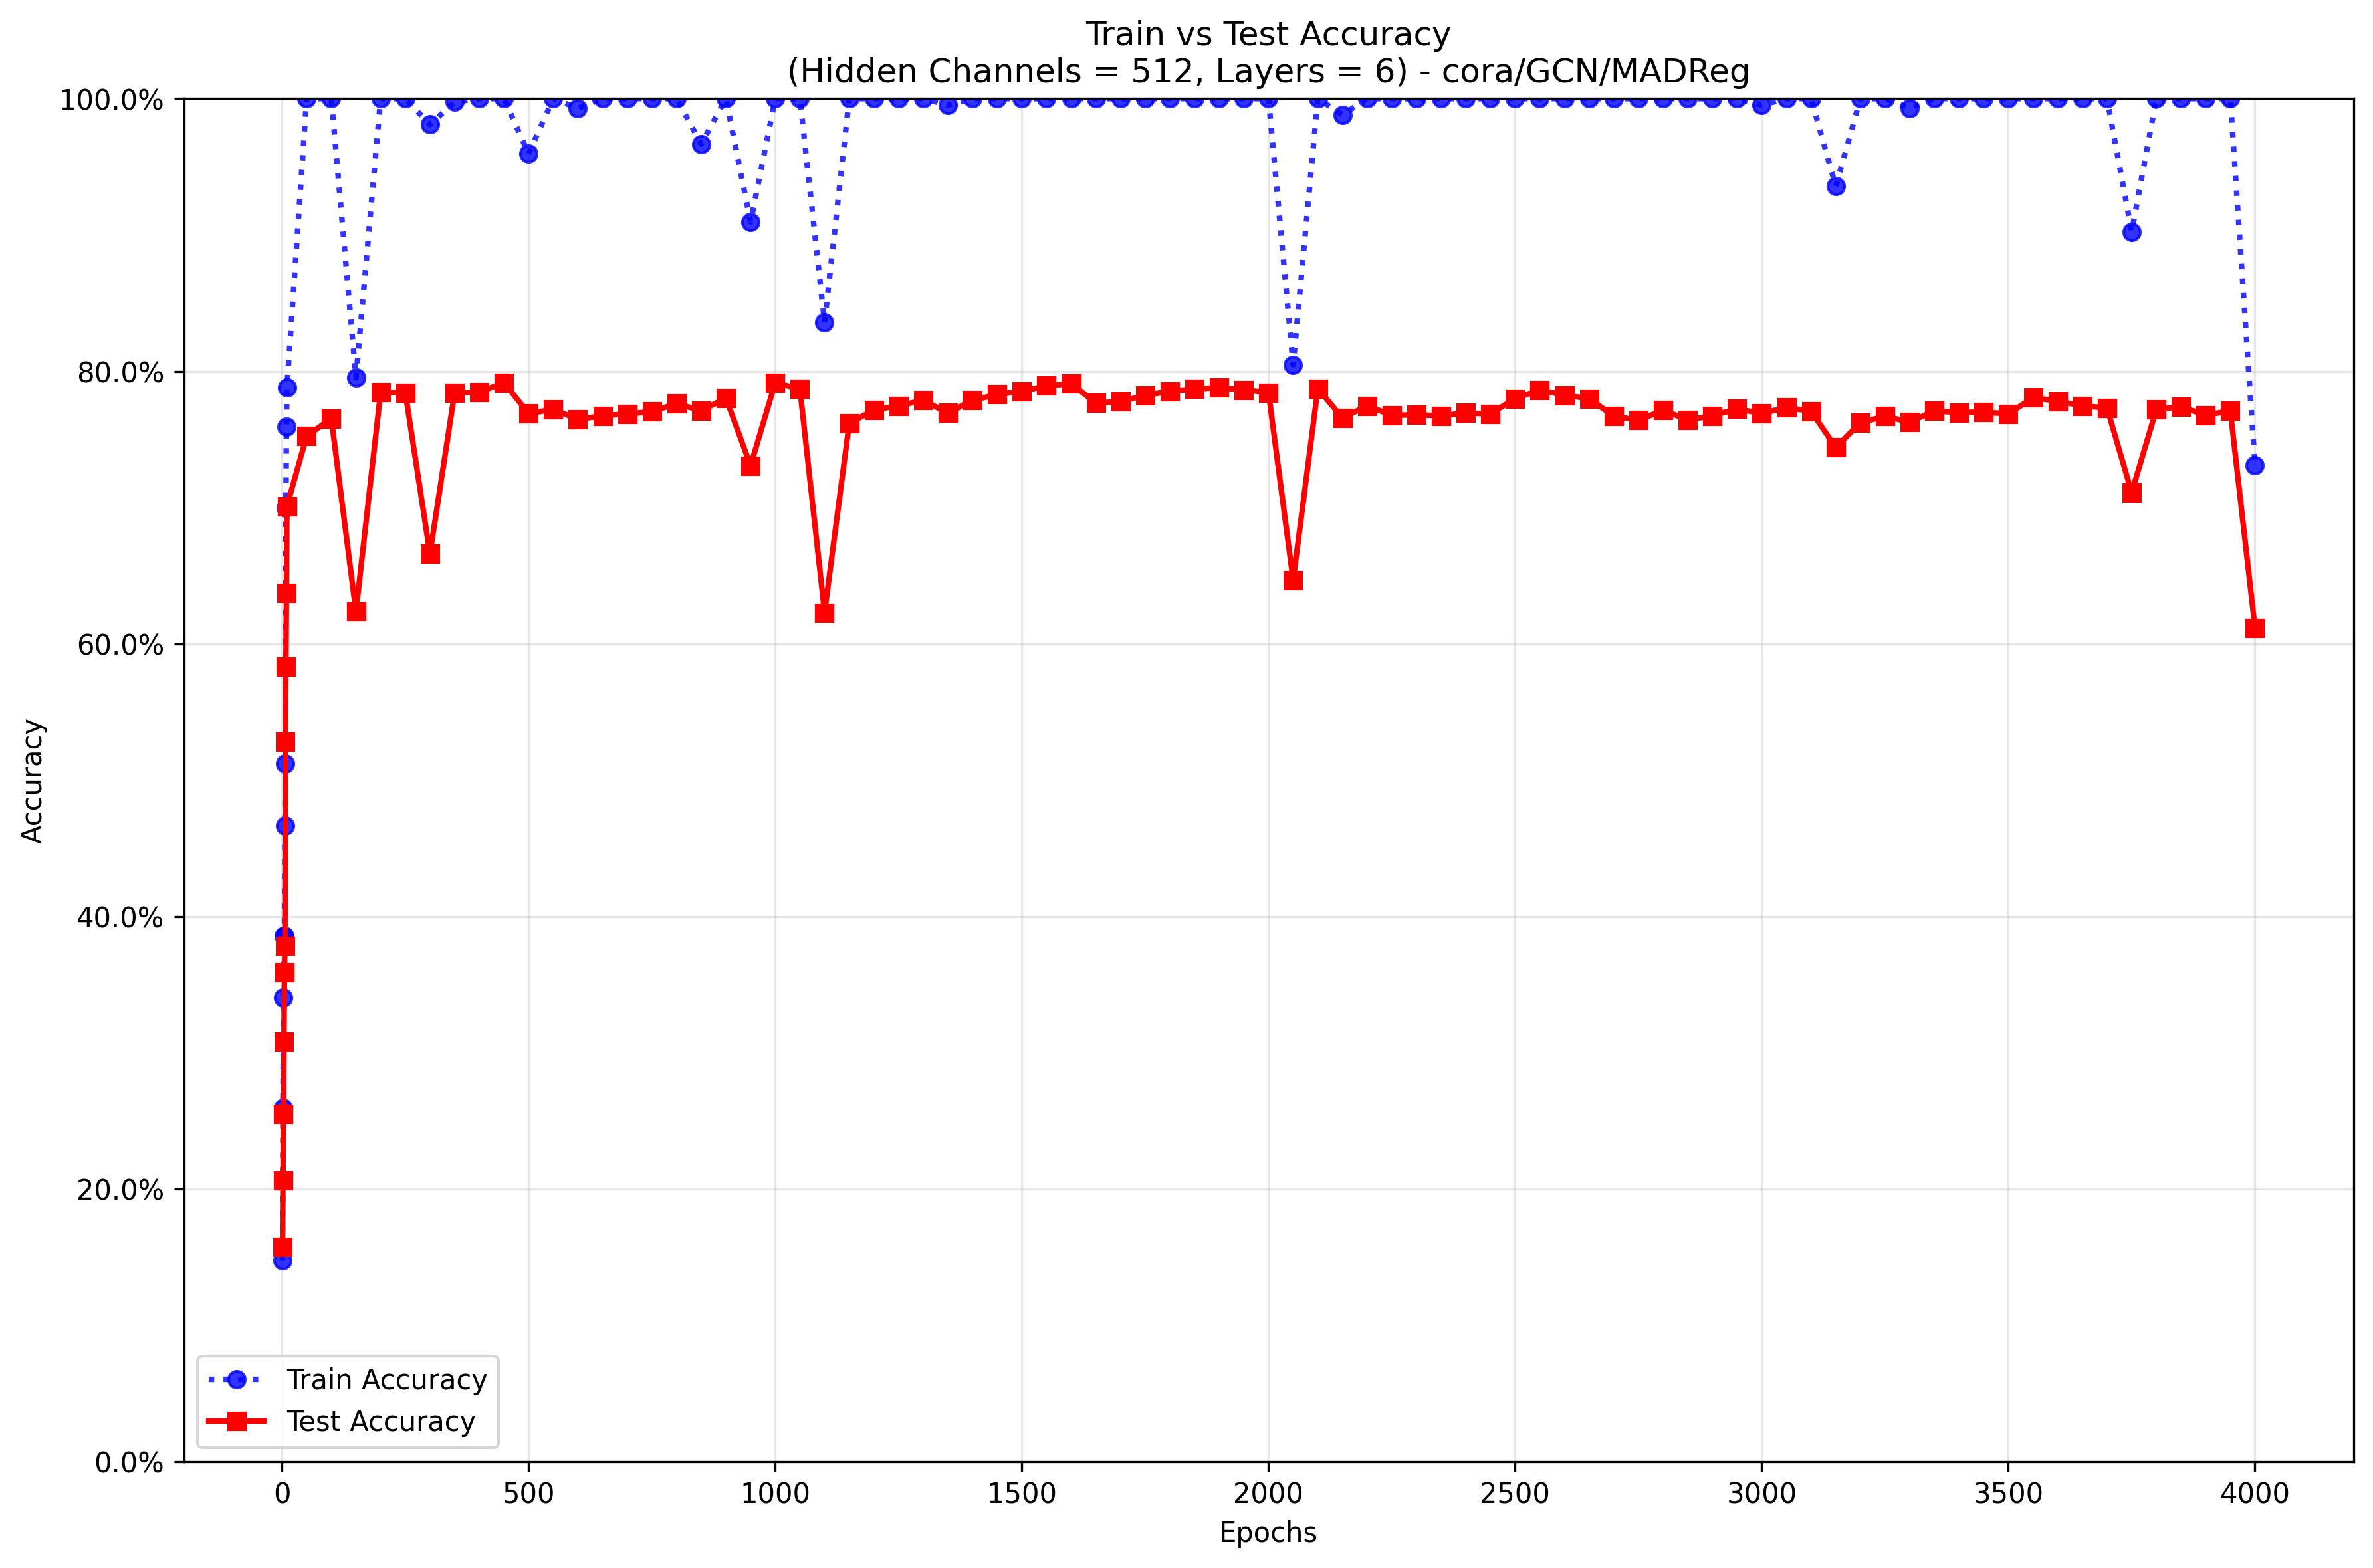 Train vs Test Accuracy
(Hidden Channels = 512, Layers = 6) - cora/GCN/MADReg
100.0%
80.0%
60.0%
40.0%
20.0%
0.0%
Accuracy
Train Accuracy
Test Accuracy
0 500 1000 1500 2000 2500 3000 3500 4000
Epochs